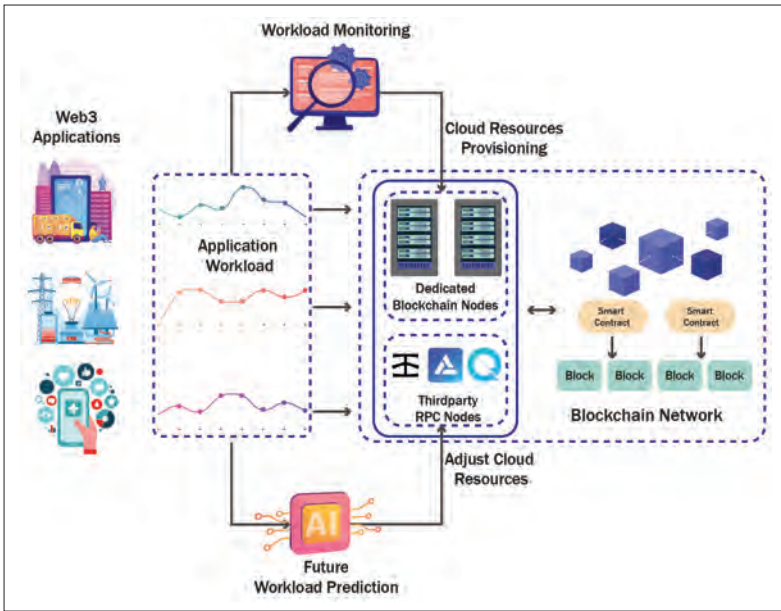 Workload Monitoring
Web3
Applications
Cloud Resources
Provisioning
Application
Workload
Dedicated
Blockchain Nodes
Smart
Contract
Smart
Contract
Block
Block
Block
Block
Thirdparty
RPC Nodes
Blockchain Network
Adjust Cloud
Resources
AI
Future
Workload Prediction